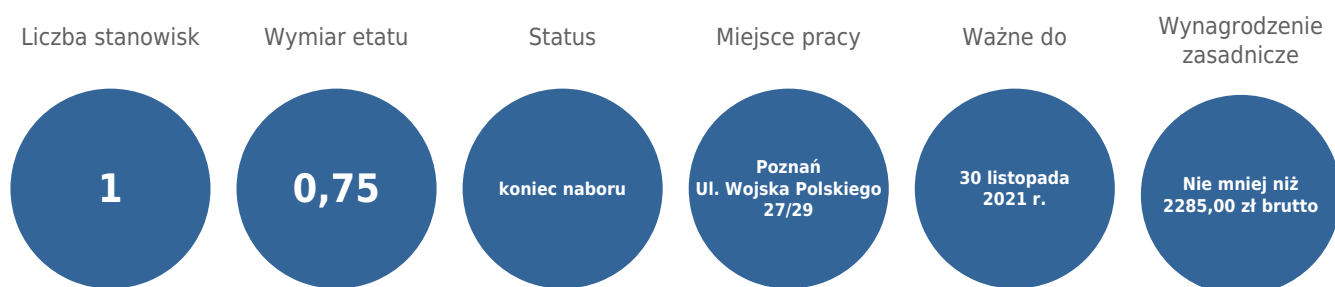 Liczba stanowisk
1
Wymiar etatu
0,75
Status
koniec naboru
Miejsce pracy
Poznań
Ul. Wojska Polskiego
27/29
Ważne do
30 listopada
2021 r.
Wynagrodzenie
zasadnicze
Nie mniej niż
2285,00 zł brutto